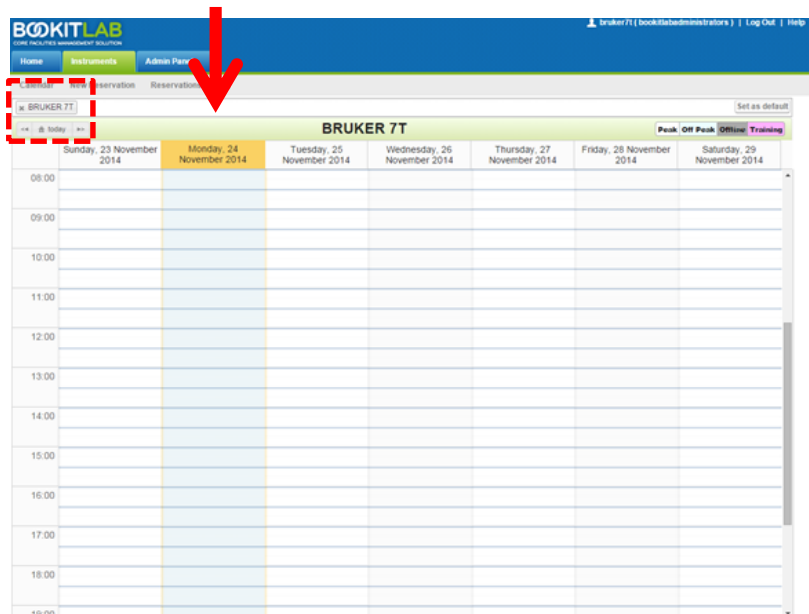 BOOKITLAB
bruker7t ( bookitlabadministrators ) | Log Out | Help
CORE FACILITIES MANAGEMENT SOLUTION
Home Instruments Admin
Calendar New Reservation Reservations
x BRUKER 7T Set as default
today BRUKER 7T Peak Off Peak Offline Training
Sunday, 23 November 2014
Monday, 24 November 2014
Tuesday, 25 November 2014
Wednesday, 26 November 2014
Thursday, 27 November 2014
Friday, 28 November 2014
Saturday, 29 November 2014
08:00
09:00
10:00
11:00
12:00
13:00
14:00
15:00
16:00
17:00
18:00